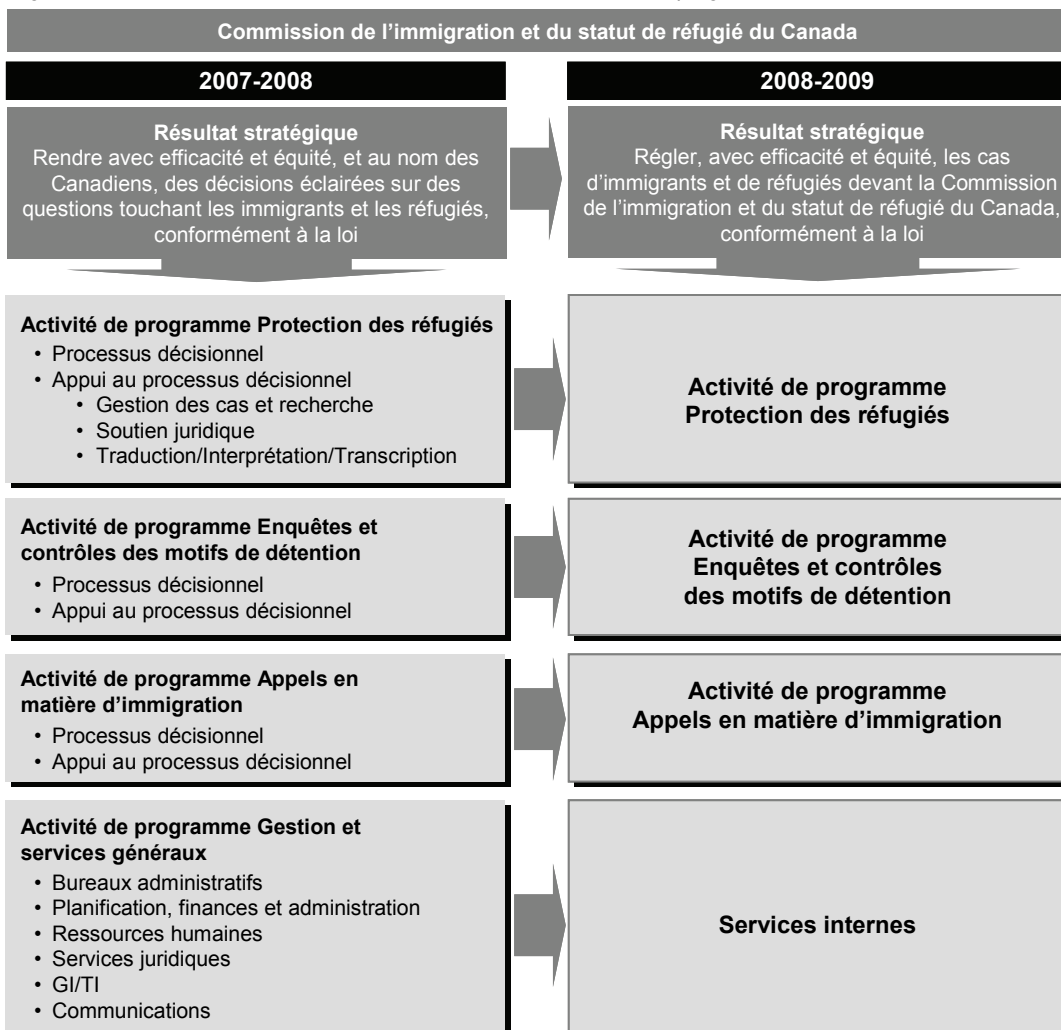 Commission de l’immigration et du statut de réfugié du Canada
2007-2008
2008-2009
Résultat stratégique
Rendre avec efficacité et équité, et au nom des
Canadiens, des décisions éclairées sur des
questions touchant les immigrants et les réfugiés,
conformément à la loi
Résultat stratégique
Régler, avec efficacité et équité, les cas
d’immigrants et de réfugiés devant la Commission
de l’immigration et du statut de réfugié du Canada,
conformément à la loi
Activité de programme Protection des réfugiés
• Processus décisionnel
• Appui au processus décisionnel
• Gestion des cas et recherche
• Soutien juridique
• Traduction/Interprétation/Transcription
Activité de programme
Protection des réfugiés
Activité de programme Enquêtes et
contrôles des motifs de détention
• Processus décisionnel
• Appui au processus décisionnel
Activité de programme
Enquêtes et contrôles
des motifs de détention
Activité de programme Appels en
matière d’immigration
• Processus décisionnel
• Appui au processus décisionnel
Activité de programme
Appels en matière d’immigration
Activité de programme Gestion et
services généraux
• Bureaux administratifs
• Planification, finances et administration
• Ressources humaines
• Services juridiques
• GI/TI
• Communications
Services internes